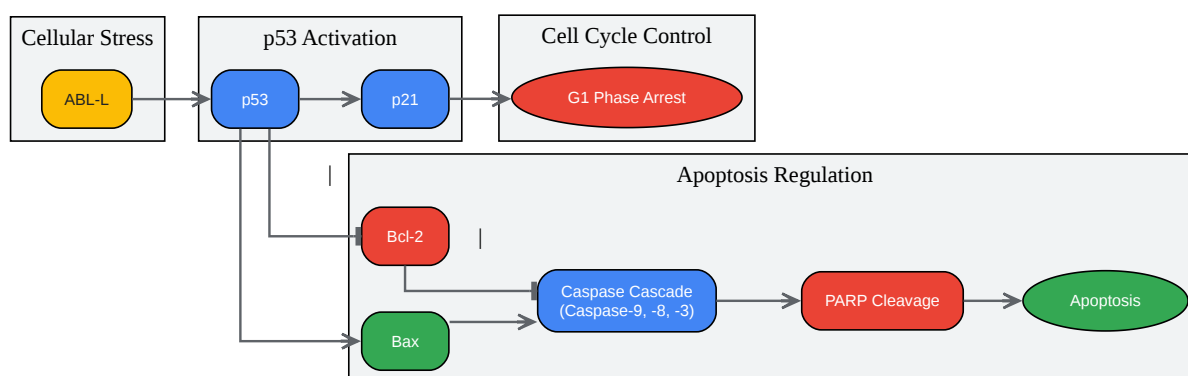 Cellular Stress
p53 Activation
Cell Cycle Control
ABL-L
p53
p21
G1 Phase Arrest
|
Apoptosis Regulation
Bcl-2
|
Caspase Cascade
(Caspase-9, -8, -3)
PARP Cleavage
Apoptosis
Bax